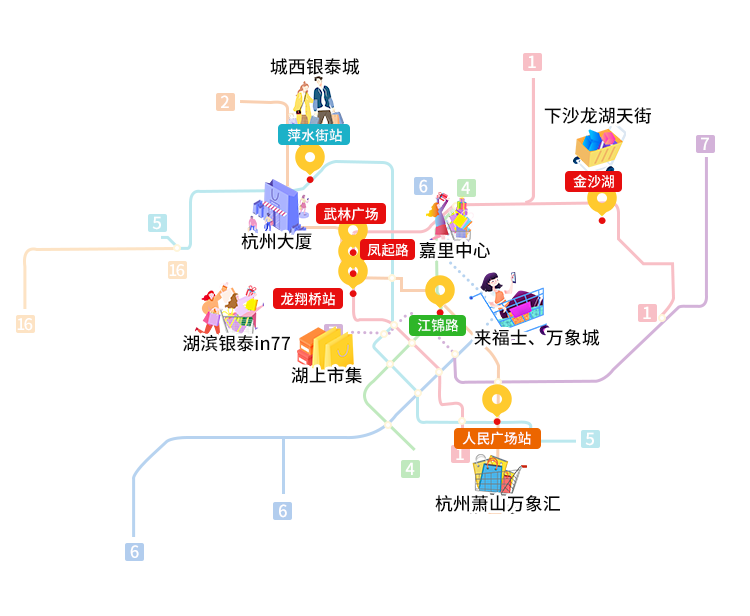 1
城西银泰城
2
下沙龙湖天街
萍水街站
7
金沙湖
6
4
武林广场
5
杭州大厦
凤起路
嘉里中心
16
龙翔桥站
1
16
江锦路
来福士、万象城
湖滨银泰in77
湖上市集
人民广场站
5
1
4
杭州萧山万象汇
6
6